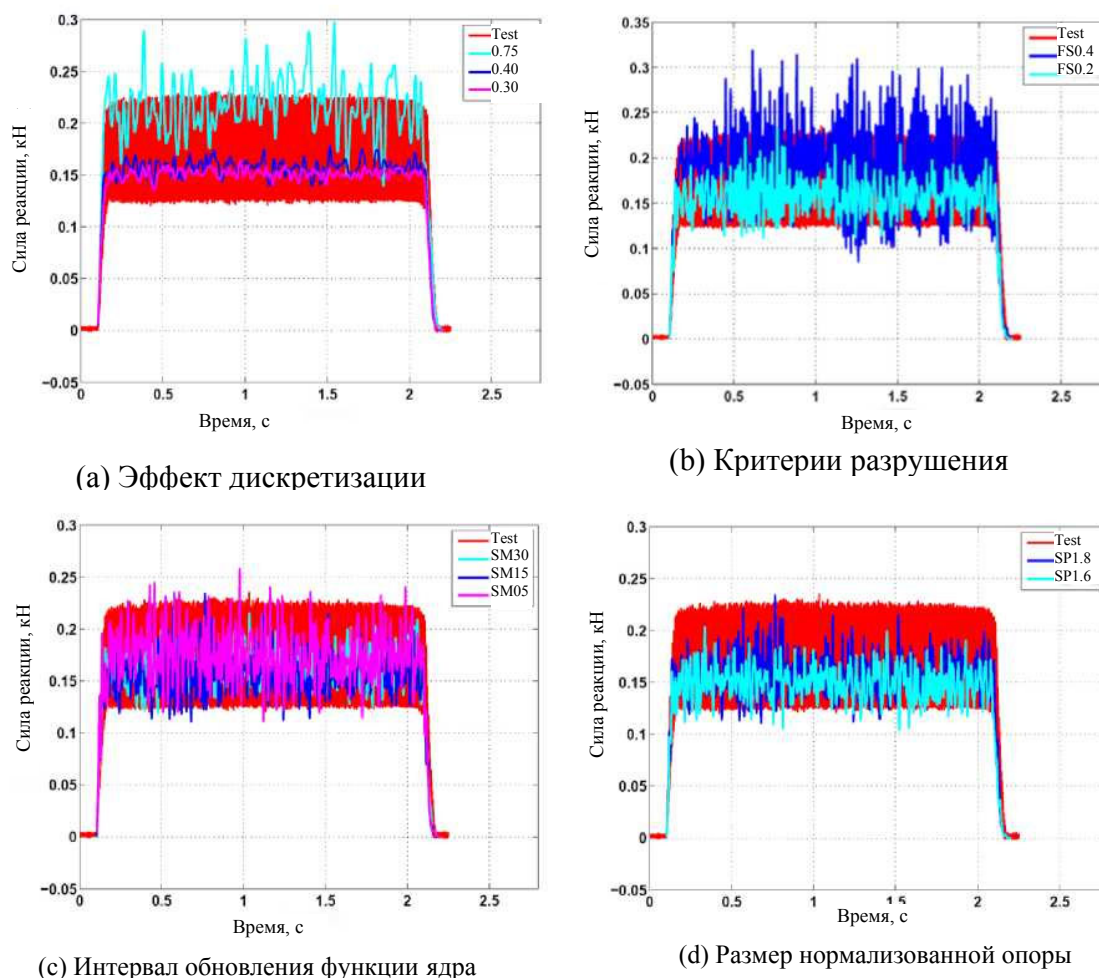 0.3
0.25
0.2
0.15
0.1
0.05
0
−0.05
Сила реакции, кН
Test
0.75
0.40
0.30
0 0.5 1 1.5 2 2.5
Время, с
(a) Эффект дискретизации
0.35
0.3
0.25
0.2
0.15
0.1
0.05
0
−0.05
Сила реакции, кН
Test
FS0.4
FS0.2
0 0.5 1 1.5 2 2.5
Время, с
(b) Критерии разрушения
0.3
0.25
0.2
0.15
0.1
0.05
0
−0.05
Сила реакции, кН
Test
SM30
SM15
SM05
0 0.5 1 1.5 2 2.5
Время, с
(c) Интервал обновления функции ядра
0.3
0.25
0.2
0.15
0.1
0.05
0
−0.05
Сила реакции, кН
Test
SP1.8
SP1.6
0 0.5 1 1.5 2 2.5
Время, с
(d) Размер нормализованной опоры